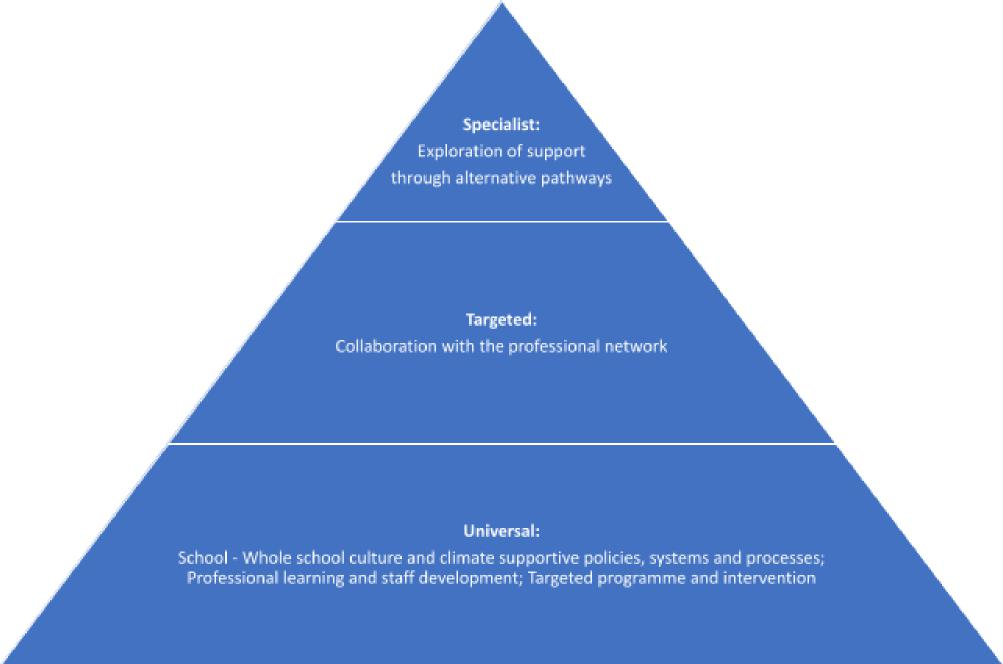 Specialist:
Exploration of support
through alternative pathways
Targeted:
Collaboration with the professional network
Universal:
School - Whole school culture and climate supportive policies, systems and processes;
Professional learning and staff development; Targeted programme and intervention